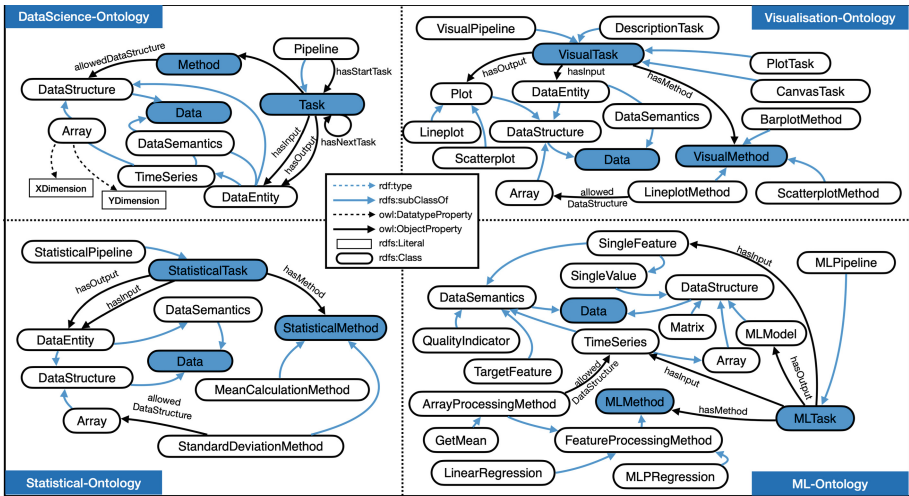 DataScience-Ontology
Pipeline
allowedDataStructure
Method
hasStartTask
DataStructure
Task
Data
Array
DataSemantics
hasNextTask
hasInput
hasOutput
TimeSeries
XDimension
YDimension
DataEntity
Visualisation-Ontology
VisualPipeline
DescriptionTask
VisualTask
hasOutput
hasInput
hasMethod
PlotTask
Plot
DataEntity
CanvasTask
DataSemantics
BarplotMethod
Lineplot
DataStructure
Scatterplot
Data
VisualMethod
Array
allowed
DataStructure
LineplotMethod
ScatterplotMethod
rdf:type
rdfs:subClassOf
owl:DatatypeProperty
owl:ObjectProperty
rdfs:Literal
rdfs:Class
StatisticalPipeline
StatisticalTask
hasOutput
hasInput
hasMethod
DataSemantics
StatisticalMethod
DataEntity
Data
DataStructure
MeanCalculationMethod
allowed
DataStructure
Array
StandardDeviationMethod
Statistical-Ontology
SingleFeature
hasInput
MLPipeline
SingleValue
DataSemantics
DataStructure
Data
Matrix
MLModel
QualityIndicator
TimeSeries
Array
TargetFeature
allowed
DataStructure
hasInput
hasOutput
ArrayProcessingMethod
MLMethod
hasMethod
MLTask
GetMean
FeatureProcessingMethod
LinearRegression
MLPRegression
ML-Ontology